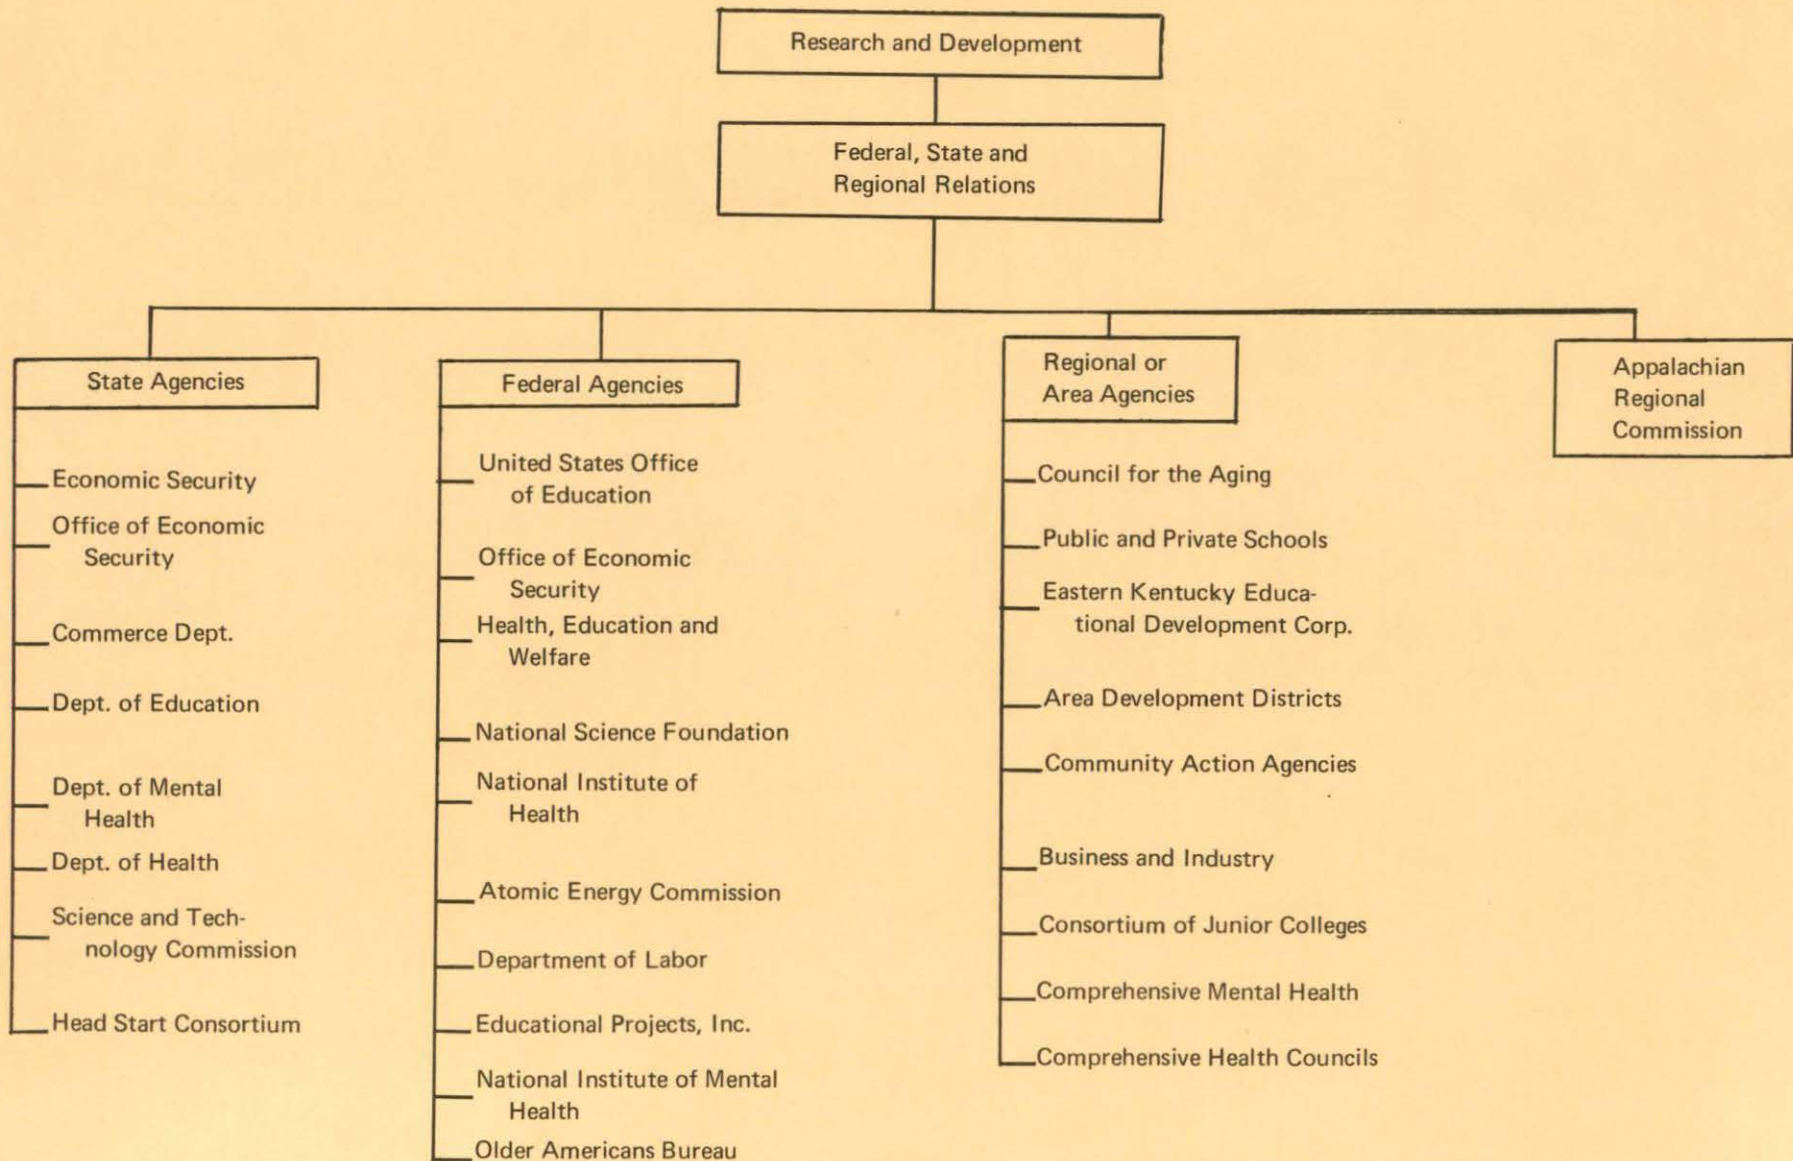 Research and Development
Federal, State and
Regional Relations
State Agencies
Economic Security
Office of Economic
Security
Commerce Dept.
Dept. of Education
Dept. of Mental
Health
Dept. of Health
Science and Tech-
nology Commission
Head Start Consortium
Federal Agencies
United States Office
of Education
Office of Economic
Security
Health, Education and
Welfare
National Science Foundation
National Institute of
Health
Atomic Energy Commission
Department of Labor
Educational Projects, Inc.
National Institute of Mental
Health
Older Americans Bureau
Regional or
Area Agencies
Council for the Aging
Public and Private Schools
Eastern Kentucky Educa-
tional Development Corp.
Area Development Districts
Community Action Agencies
Business and Industry
Consortium of Junior Colleges
Comprehensive Mental Health
Comprehensive Health Councils
Appalachian
Regional
Commission